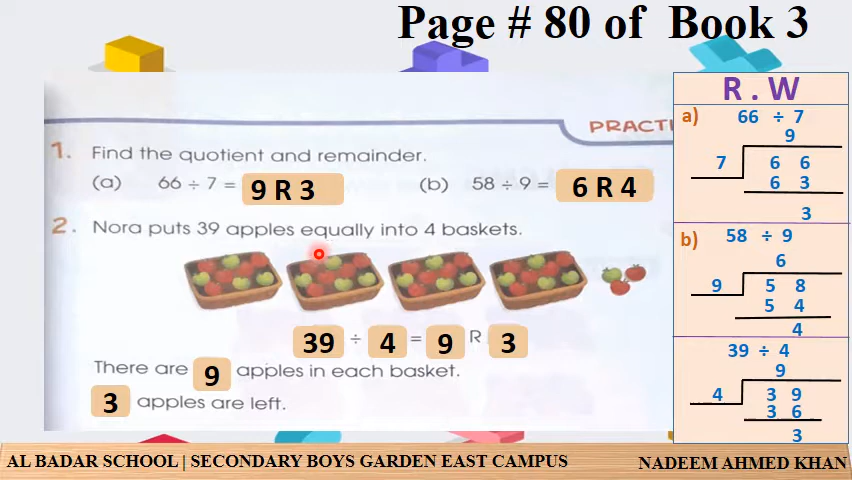 Page # 80 of Book 3
PRACTI
1. Find the quotient and remainder.
(a) 66 ÷ 7 = 9 R 3 (b) 58 ÷ 9 = 6 R 4
2. Nora puts 39 apples equally into 4 baskets.
39 ÷ 4 = 9 R 3
There are 9 apples in each basket.
3 apples are left.
R . W
a) 66 ÷ 7
9
7 6 6
6 3
3
b) 58 ÷ 9
6
9 5 8
5 4
4
39 ÷ 4
9
4 3 9
3 6
3
AL BADAR SCHOOL | SECONDARY BOYS GARDEN EAST CAMPUS
NADEEM AHMED KHAN